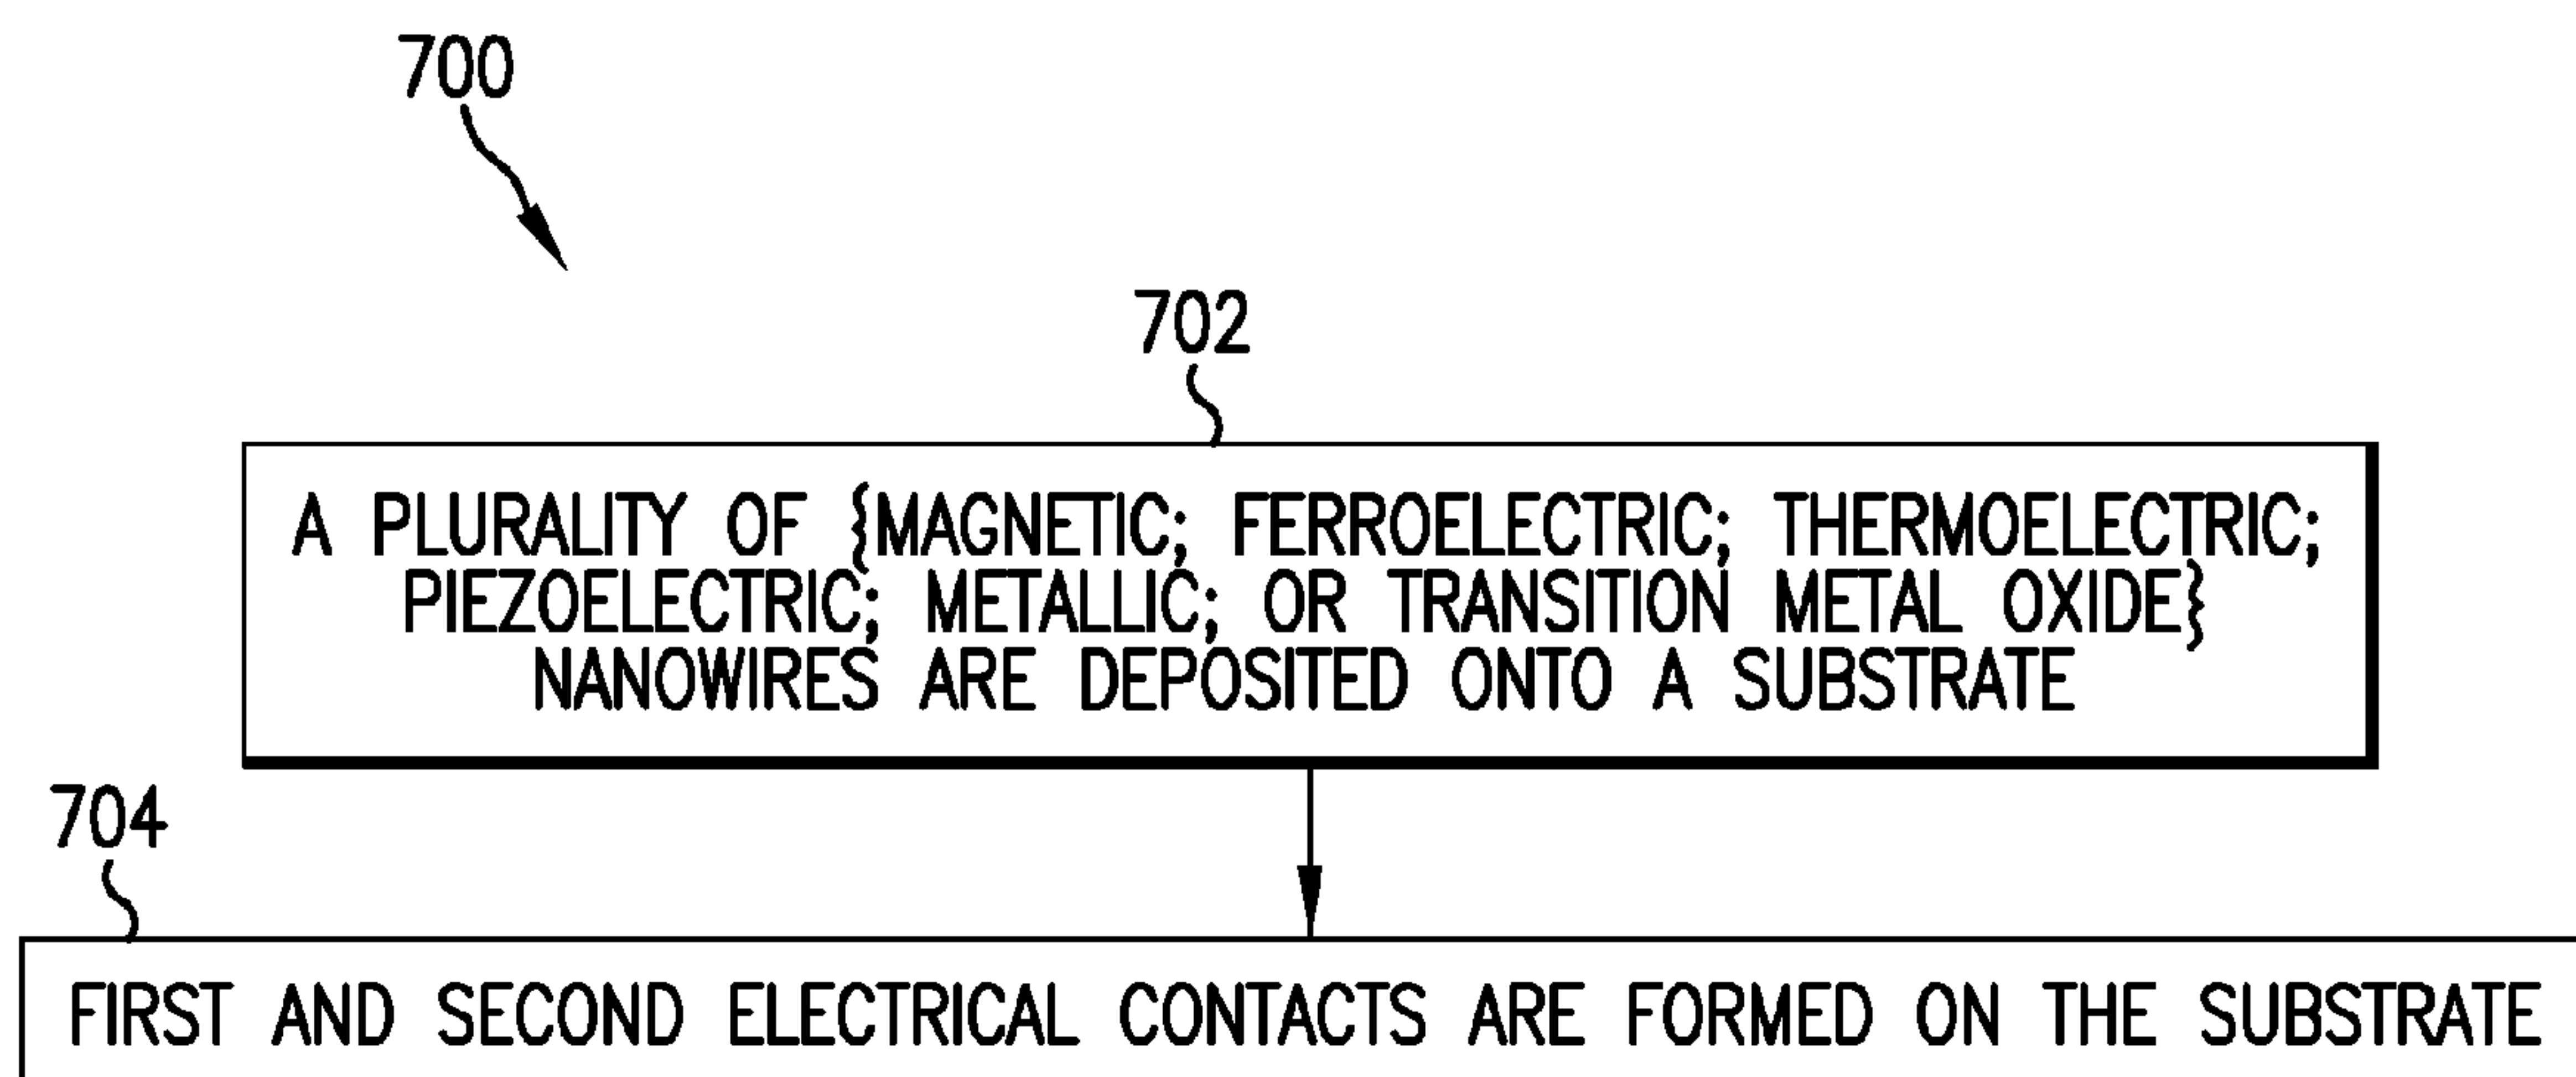 700
702
A PLURALITY OF {MAGNETIC; FERROELECTRIC; THERMOELECTRIC;
PIEZOELECTRIC; METALLIC; OR TRANSITION METAL OXIDE}
NANOWIRES ARE DEPOSITED ONTO A SUBSTRATE
704
FIRST AND SECOND ELECTRICAL CONTACTS ARE FORMED ON THE SUBSTRATE